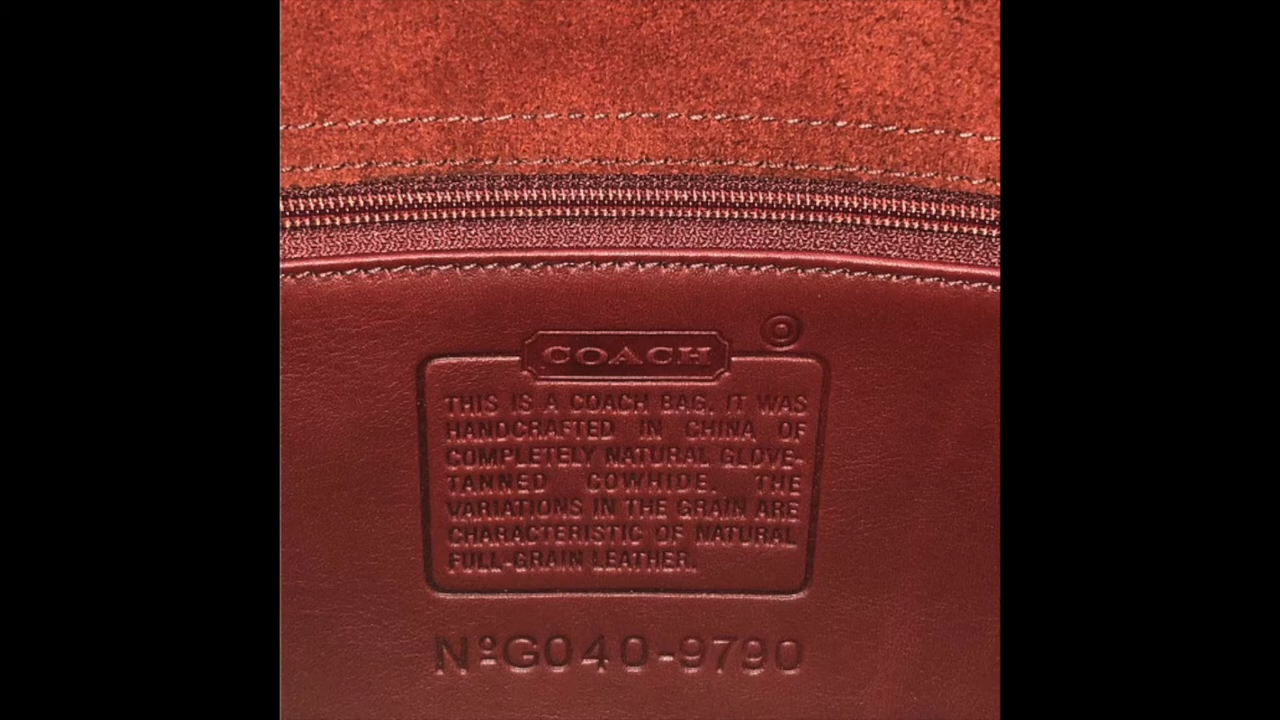 COACH
THIS IS A COACH BAG. IT WAS
HANDCRAFTED IN CHINA OF
COMPLETELY NATURAL GLOVE-
TANNED COWHIDE. THE
VARIATIONS IN THE GRAIN ARE
CHARACTERISTIC OF NATURAL
FULL-GRAIN LEATHER.
NºG040-9790